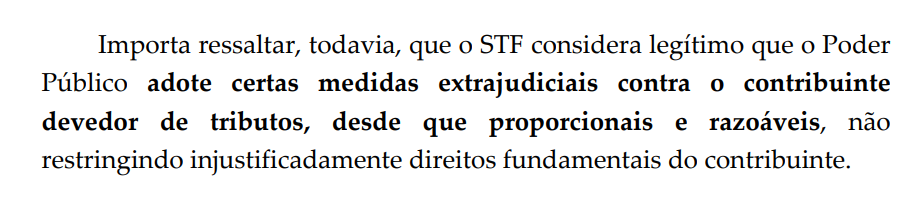 Importa ressaltar, todavia, que o STF considera legítimo que o Poder
Público adote certas medidas extrajudiciais contra o contribuinte
devedor de tributos, desde que proporcionais e razoáveis, não
restringindo injustificadamente direitos fundamentais do contribuinte.